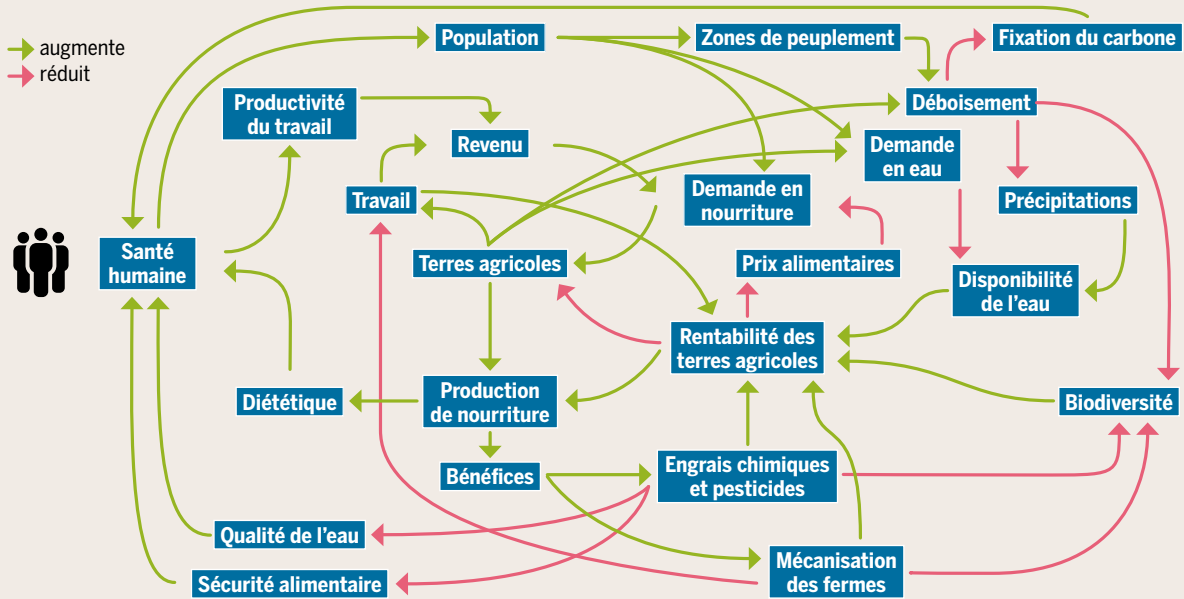 augmente
réduit
Population
Zones de peuplement
Fixation du carbone
Productivité
du travail
Déboisement
Revenu
Demande
en eau
Travail
Demande en
nourriture
Précipitations
Santé
humaine
Terres agricoles
Prix alimentaires
Disponibilité
de l'eau
Rentabilité des
terres agricoles
Diététique
Production
de nourriture
Biodiversité
Bénéfices
Engrais chimiques
et pesticides
Qualité de l'eau
Mécanisation
des fermes
Sécurité alimentaire